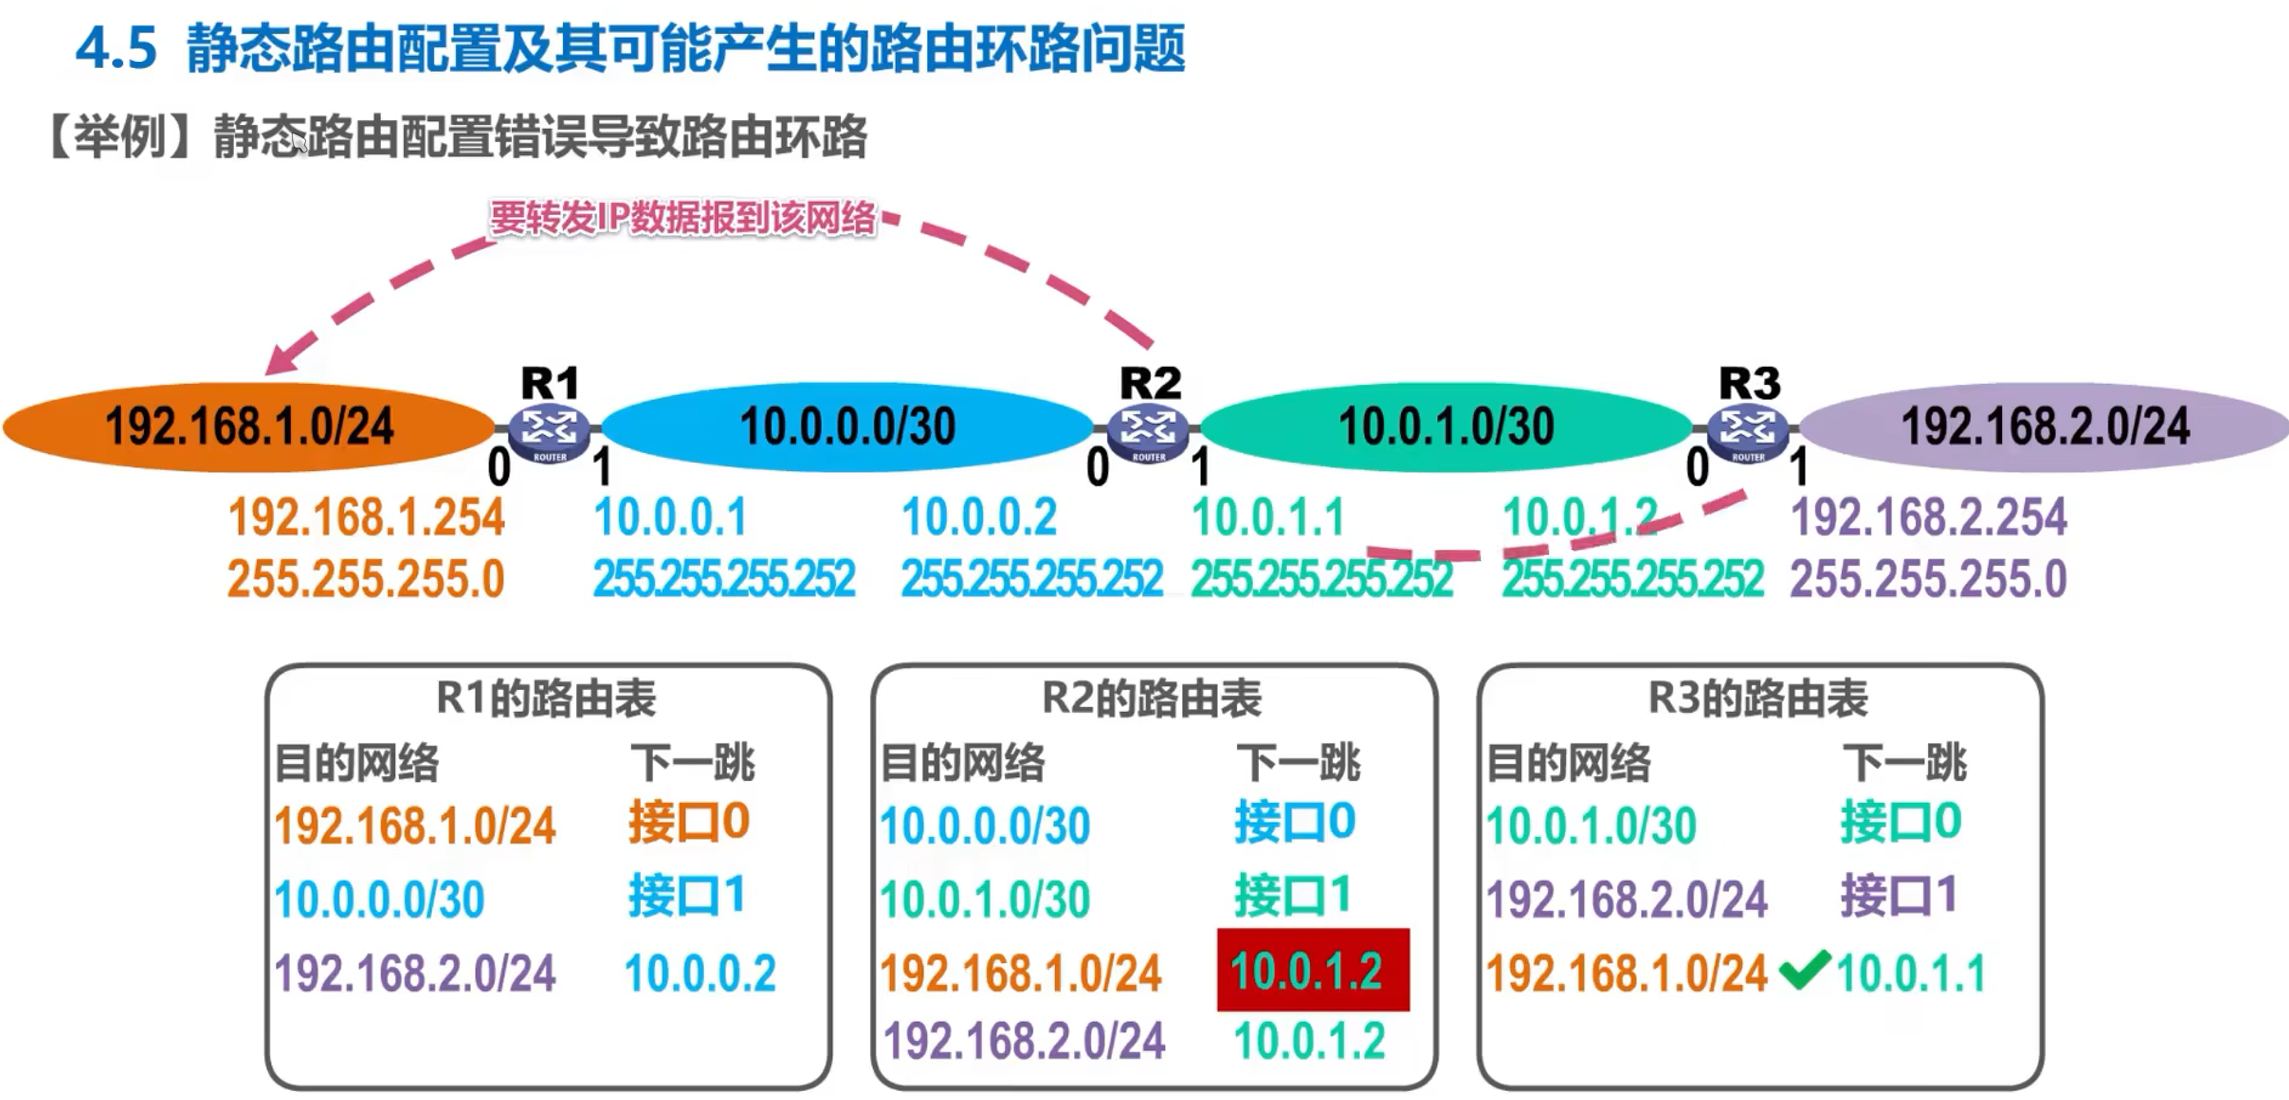 4.5 静态路由配置及其可能产生的路由环路问题
【举例】静态路由配置错误导致路由环路
要转发IP数据报到该网络
R1 R2 R3
192.168.1.0/24 10.0.0.0/30 10.0.1.0/30 192.168.2.0/24
ROUTER ROUTER ROUTER
0 1 0 1 0 1
192.168.1.254 10.0.0.1 10.0.0.2 10.0.1.1 10.0.1.2 192.168.2.254
255.255.255.0 255.255.255.252 255.255.255.252 255.255.255.252 255.255.255.252 255.255.255.0
R1的路由表
目的网络 下一跳
192.168.1.0/24 接口0
10.0.0.0/30 接口1
192.168.2.0/24 10.0.0.2
R2的路由表
目的网络 下一跳
10.0.0.0/30 接口0
10.0.1.0/30 接口1
192.168.1.0/24 10.0.1.2
192.168.2.0/24 10.0.1.2
R3的路由表
目的网络 下一跳
10.0.1.0/30 接口0
192.168.2.0/24 接口1
192.168.1.0/24 10.0.1.1